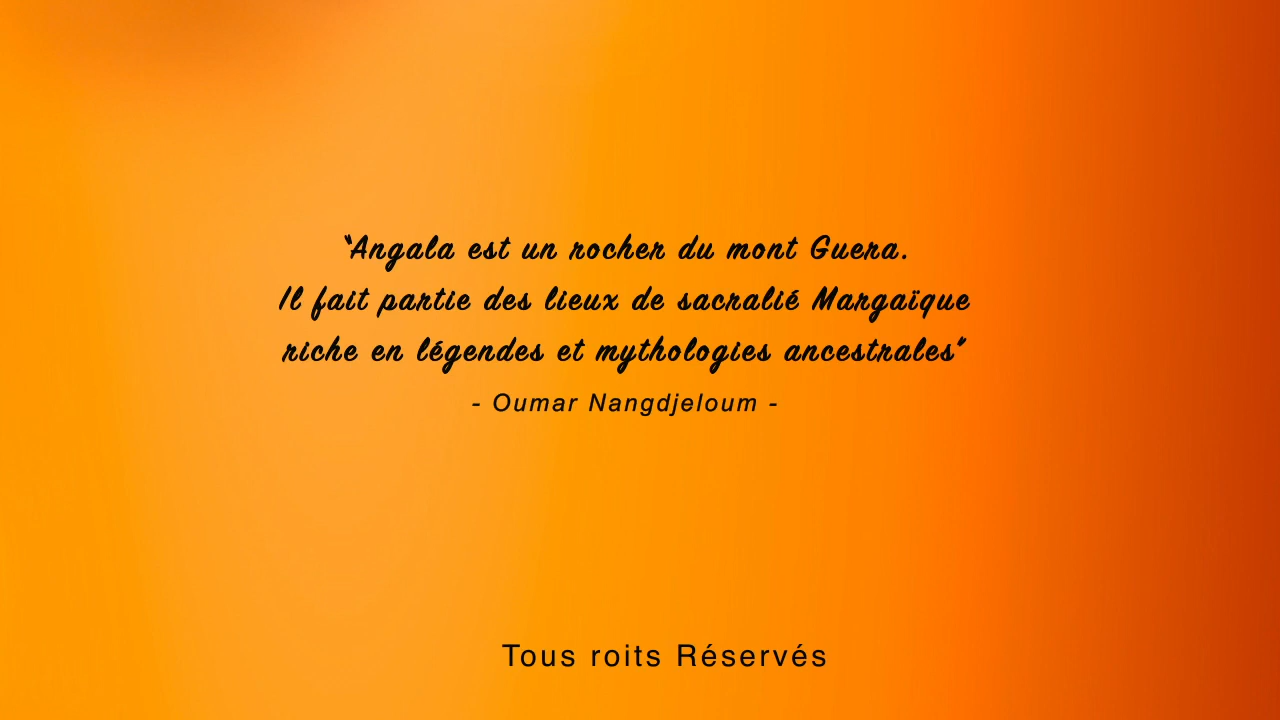 “Angala est un rocher du mont Guera.
Il fait partie des lieux de sacralié Margaïque
riche en légendes et mythologies ancestrales”
- Oumar Nangdjeloum -
Tous roits Réservés